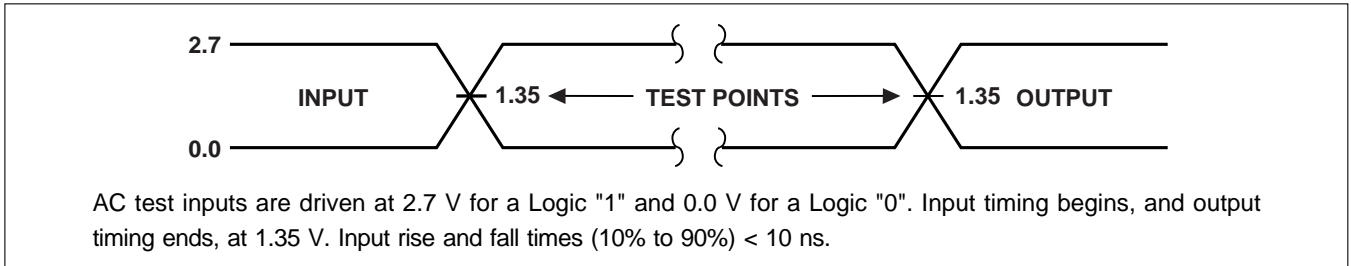 2.7
INPUT 1.35 TEST POINTS 1.35 OUTPUT
0.0
AC test inputs are driven at 2.7 V for a Logic "1" and 0.0 V for a Logic "0". Input timing begins, and output
timing ends, at 1.35 V. Input rise and fall times (10% to 90%) < 10 ns.